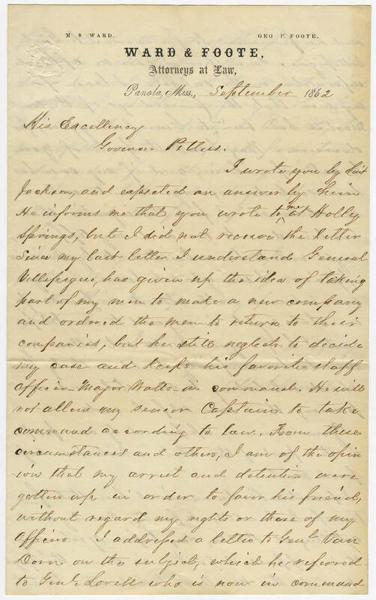 M. S. WARD. GEO. P. FOOTE.
WARD & FOOTE,
Attorneys at Law,
Panola, Miss., September 1862
His Excellency
Governor Pettus.
I wrote you by Lieut
Jackson, and expected an answer by him.
He informs me that you wrote to me at Holly
Springs, but I did not receive the letter
Since my last letter I understand General
Villepigue, has given up the idea of taking
part of my men to make a new company
and ordered the men to return to their
companies, but he still neglects to decide
my case and keeps his favorite staff
officer Major Watts in command. He will
not allow my senior Captain to take
command according to law. From these
circumstances and others, I am of the opin
ion that my arrest and detention were
gotten up in order to favor his friend,
without regard my rights or those of my
officers. I addressed a letter to Genl. Van
Dorn on the subject, which he referred
to Genl. Lovell who is now in command